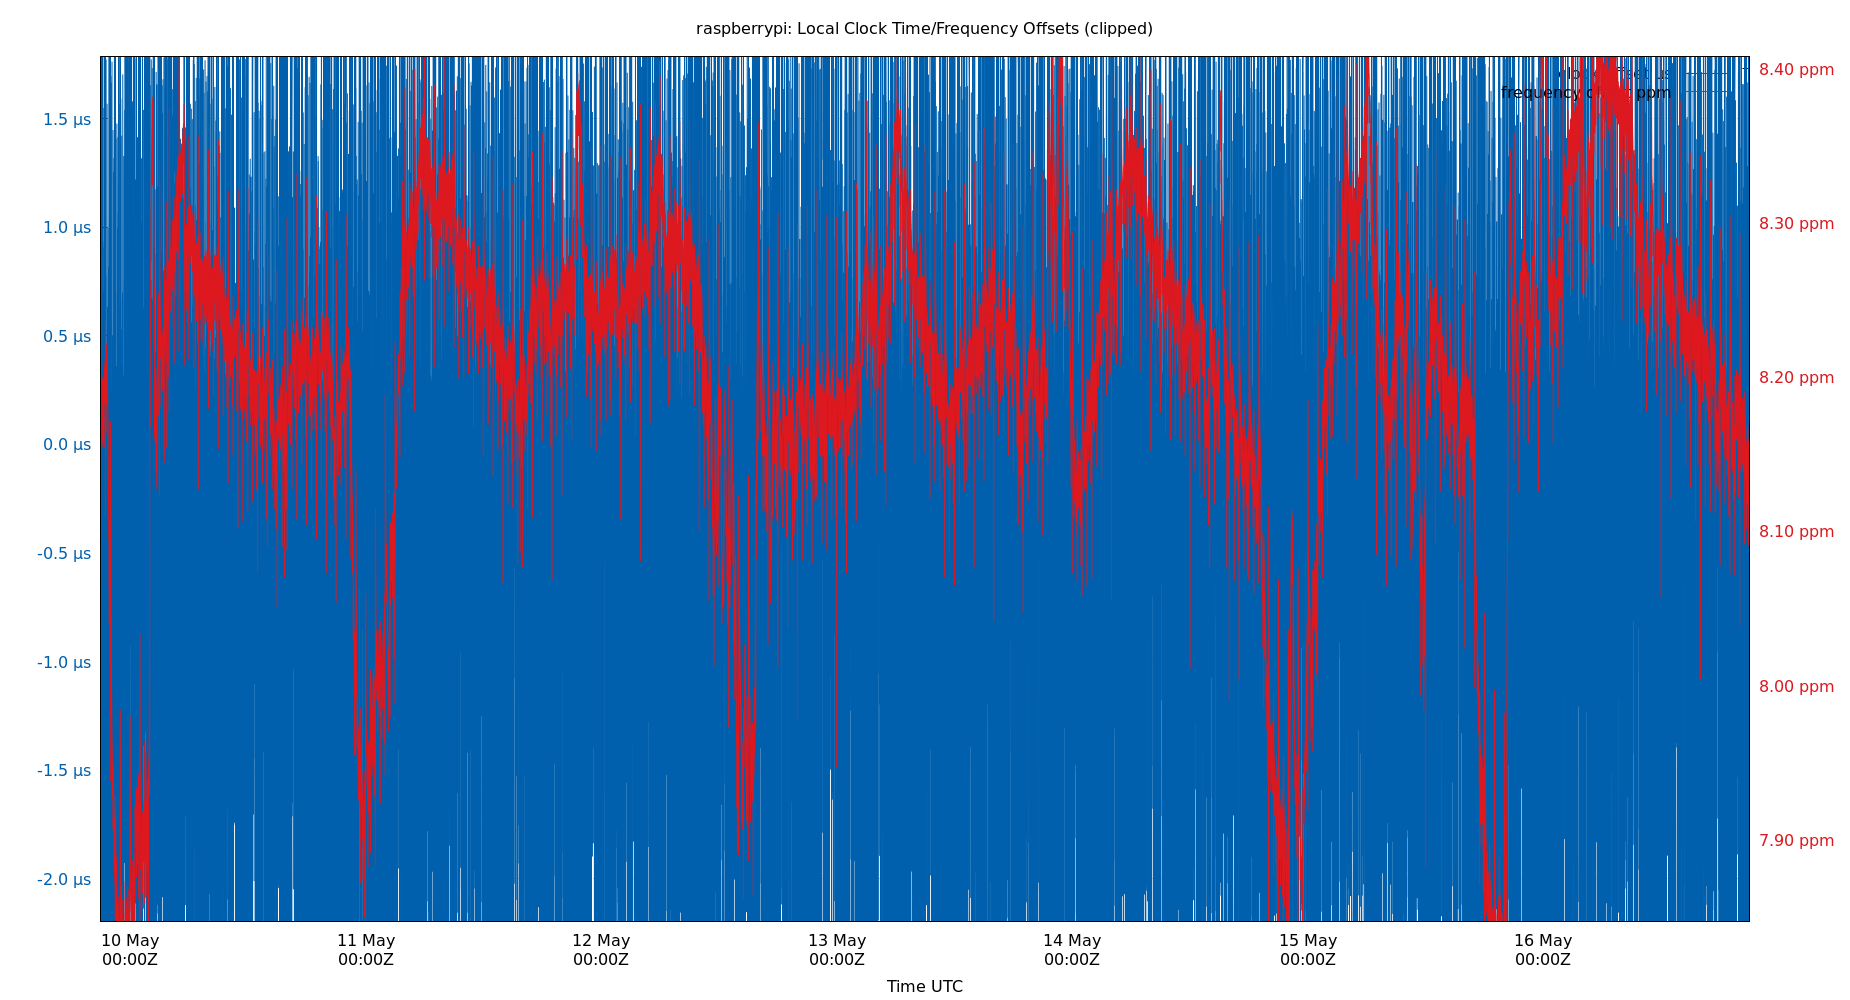 raspberrypi: Local Clock Time/Frequency Offsets (clipped)
1.5 µs
1.0 µs
0.5 µs
0.0 µs
-0.5 µs
-1.0 µs
-1.5 µs
-2.0 µs
8.40 ppm
8.30 ppm
8.20 ppm
8.10 ppm
8.00 ppm
7.90 ppm
frequency ppm
10 May
00:00Z
11 May
00:00Z
12 May
00:00Z
13 May
00:00Z
14 May
00:00Z
15 May
00:00Z
16 May
00:00Z
Time UTC